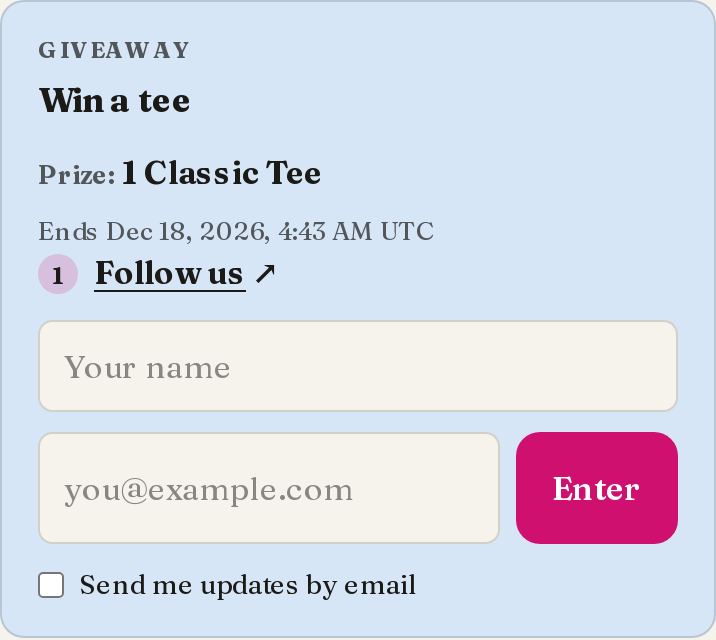 GIVEAWAY
Win a tee
Prize: 1 Classic Tee
Ends Dec 18, 2026, 4:43 AM UTC
1 Follow us ↗
Your name
you@example.com
Enter
Send me updates by email